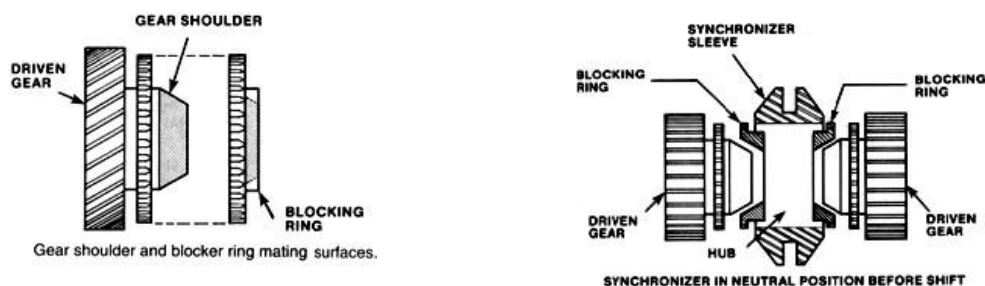 GEAR SHOULDER
DRIVEN
GEAR
BLOCKING
RING
Gear shoulder and blocker ring mating surfaces.
SYNCHRONIZER
SLEEVE
BLOCKING
RING
BLOCKING
RING
DRIVEN
GEAR
HUB
DRIVEN
GEAR
SYNCHRONIZER IN NEUTRAL POSITION BEFORE SHIFT